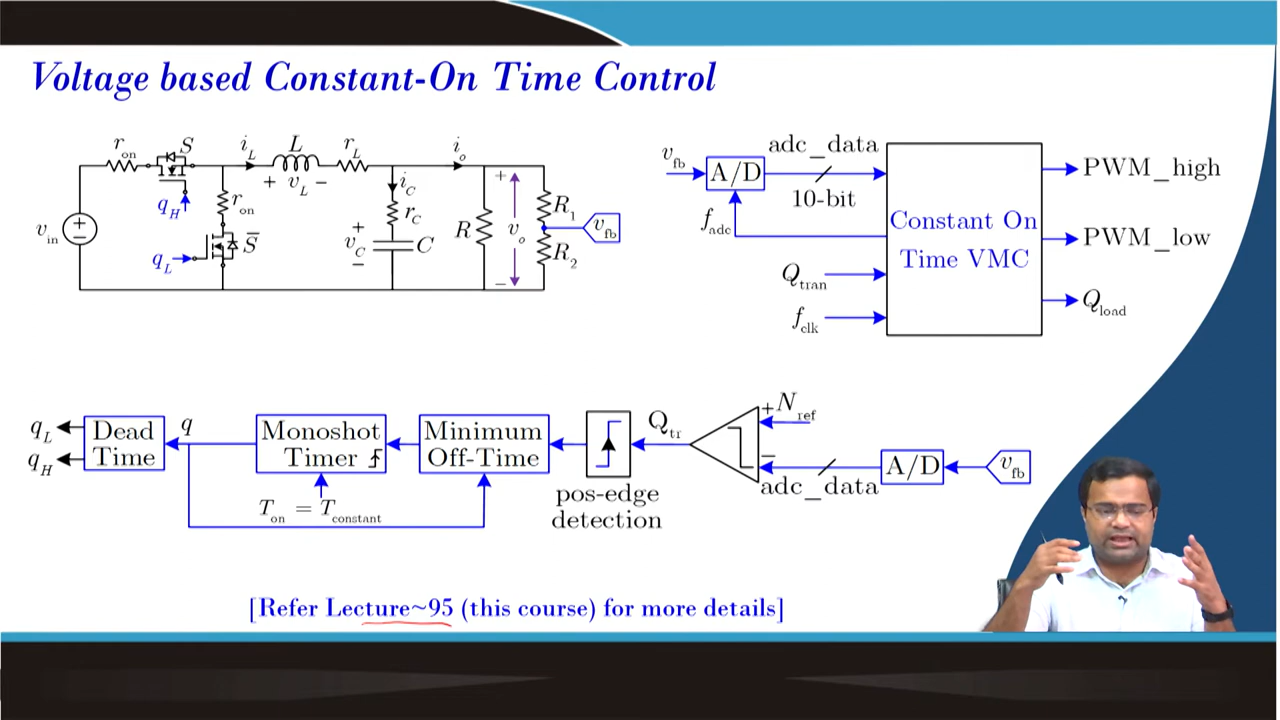 Voltage based Constant-On Time Control
r_on
S
i_L
L
r_L
i_o
+ v_L −
i_C
+
R_1
q_H
r_on
r_C
v_in
+
−
+
v_C
−
C
R
v_o
v_fb
S̅
q_L
R_2
−
v_fb
A/D
adc_data
10-bit
f_adc
Q_tran
f_clk
Constant On
Time VMC
PWM_high
PWM_low
Q_load
q_L
q_H
Dead
Time
q
Monoshot
Timer
T_on = T_constant
Minimum
Off-Time
pos-edge
detection
Q_tr
+
N_ref
−
adc_data
A/D
v_fb
[Refer Lecture~95 (this course) for more details]